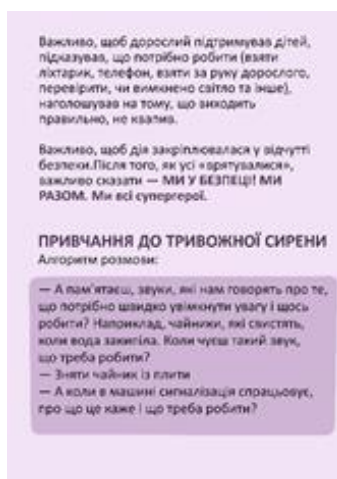 Важливо, щоб дорослий підтримував дітей,
підказував, що потрібно робити (взяти
ліхтарик, телефон, взяти за руку дорослого,
перевірити, чи вимкнено світло та інше),
наголошував на тому, що виходить
правильно, не квапив.
Важливо, щоб дія закріплювалася у відчутті
безпеки.Після того, як усі «врятувалися»,
важливо сказати — МИ У БЕЗПЕЦІ! МИ
РАЗОМ. Ми всі супергерої.
ПРИВЧАННЯ ДО ТРИВОЖНОЇ СИРЕНИ
Алгоритм розмови:
— А пам'ятаєш, звуки, які нам говорять про те,
що потрібно швидко увімкнути увагу і щось
робити? Наприклад, чайники, які свистять,
коли вода закипіла. Коли чуєш такий звук,
що треба робити?
— Зняти чайник із плити
— А коли в машині сигналізація спрацьовує,
про що це каже і що треба робити?